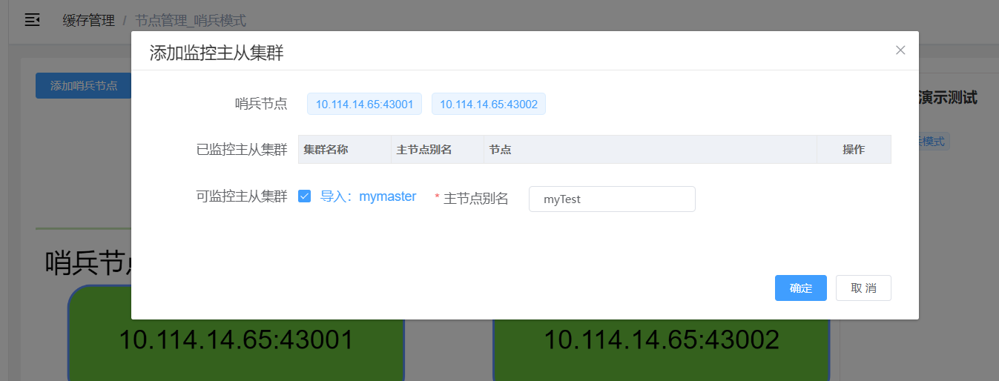 缓存管理 / 节点管理_哨兵模式
添加监控主从集群
添加哨兵节点
哨兵节点 10.114.14.65:43001 10.114.14.65:43002
演示测试
模式
已监控主从集群 集群名称 主节点别名 节点 操作
可监控主从集群 导入：mymaster * 主节点别名 myTest
哨兵节
确定 取 消
10.114.14.65:43001 10.114.14.65:43002